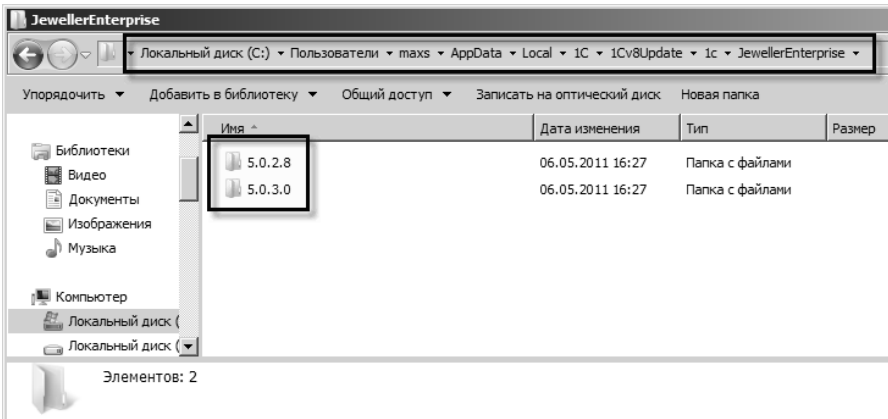 JewellerEnterprise
Локальный диск (C:) ▾ Пользователи ▾ maxs ▾ AppData ▾ Local ▾ 1C ▾ 1Cv8Update ▾ 1c ▾ JewellerEnterprise ▾
Упорядочить ▾ Добавить в библиотеку ▾ Общий доступ ▾ Записать на оптический диск Новая папка
Имя Дата изменения Тип Размер
Библиотеки
Видео
Документы
Изображения
Музыка
Компьютер
Локальный диск (
Локальный диск (
5.0.2.8 06.05.2011 16:27 Папка с файлами
5.0.3.0 06.05.2011 16:27 Папка с файлами
Элементов: 2